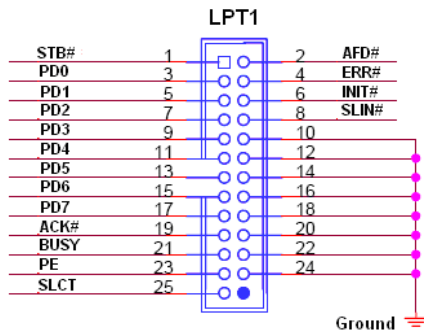 LPT1
STB# 1 2 AFD#
PD0 3 4 ERR#
PD1 5 6 INIT#
PD2 7 8 SLIN#
PD3 9 10
PD4 11 12
PD5 13 14
PD6 15 16
PD7 17 18
ACK# 19 20
BUSY 21 22
PE 23 24
SLCT 25
Ground